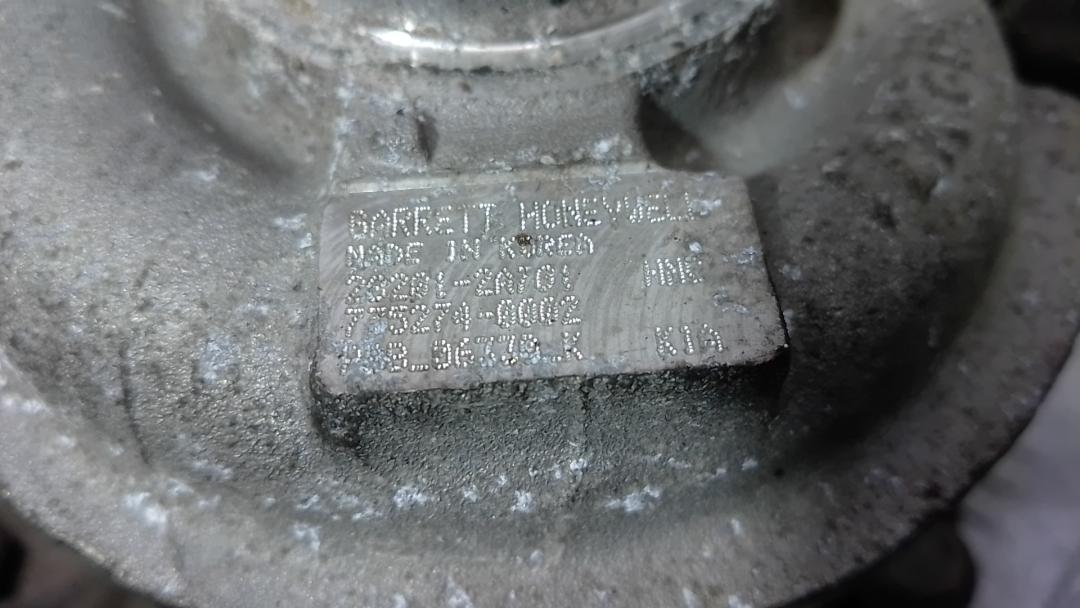 GARRETT HONEYWELL
MADE IN KOREA
28201-2A701 HMC
775274-0002
KIA